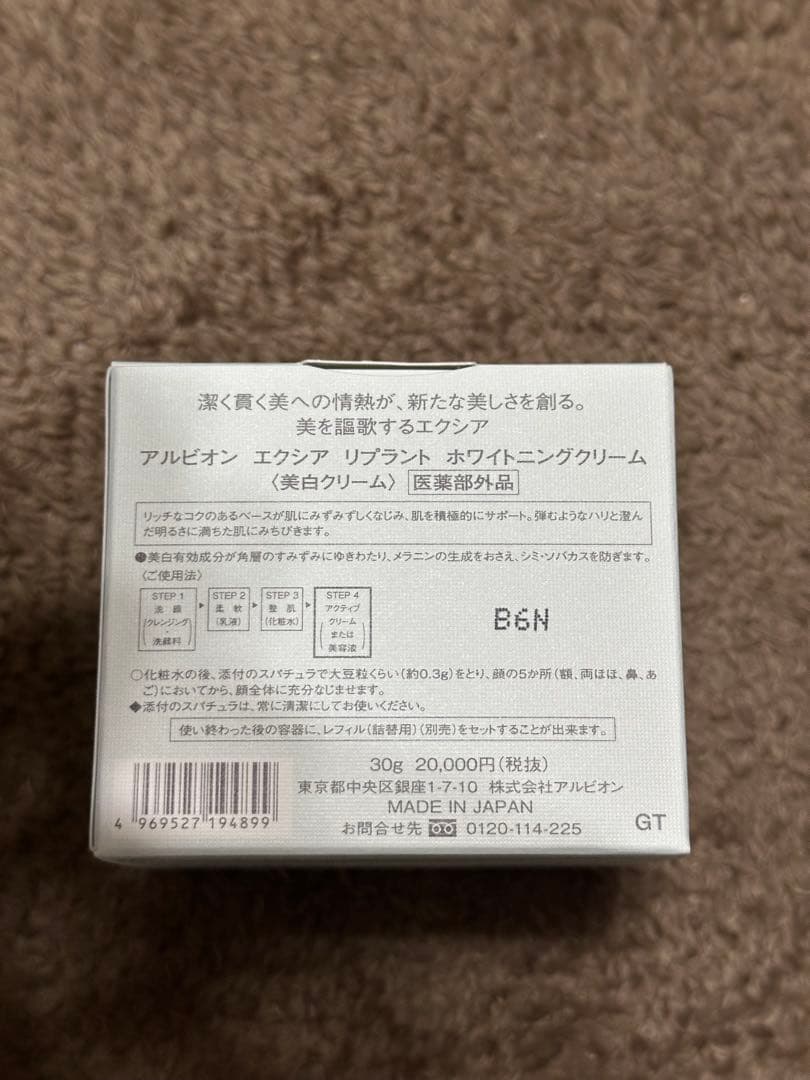 潔く貫く美への情熱が、新たな美しさを創る。
美を謳歌するエクシア
アルビオン エクシア リプラント ホワイトニングクリーム
〈美白クリーム〉 医薬部外品
リッチなコクのあるベースが肌にみずみずしくなじみ、肌を積極的にサポート。弾むようなハリと澄ん
だ明るさに満ちた肌にみちびきます。
●美白有効成分が角層のすみずみにゆきわたり、メラニンの生成をおさえ、シミ・ソバカスを防ぎます。
〈ご使用法〉
STEP 1
洗顔
(クレンジング・洗顔料)
STEP 2
柔軟
(乳液)
STEP 3
整肌
(化粧水)
STEP 4
アクティブ
(クリーム
または
美容液)
B6N
○化粧水の後、添付のスパチュラで大豆粒くらい(約0.3g)をとり、顔の5か所(額、両ほほ、鼻、あ
ご)においてから、顔全体に充分なじませます。
◆添付のスパチュラは、常に清潔にしてお使いください。
使い終わった後の容器に、レフィル(詰替用)(別売)をセットすることが出来ます。
30g 20,000円(税抜)
東京都中央区銀座1-7-10 株式会社アルビオン
MADE IN JAPAN
お問合せ先 0120-114-225
GT
4 969527 194899